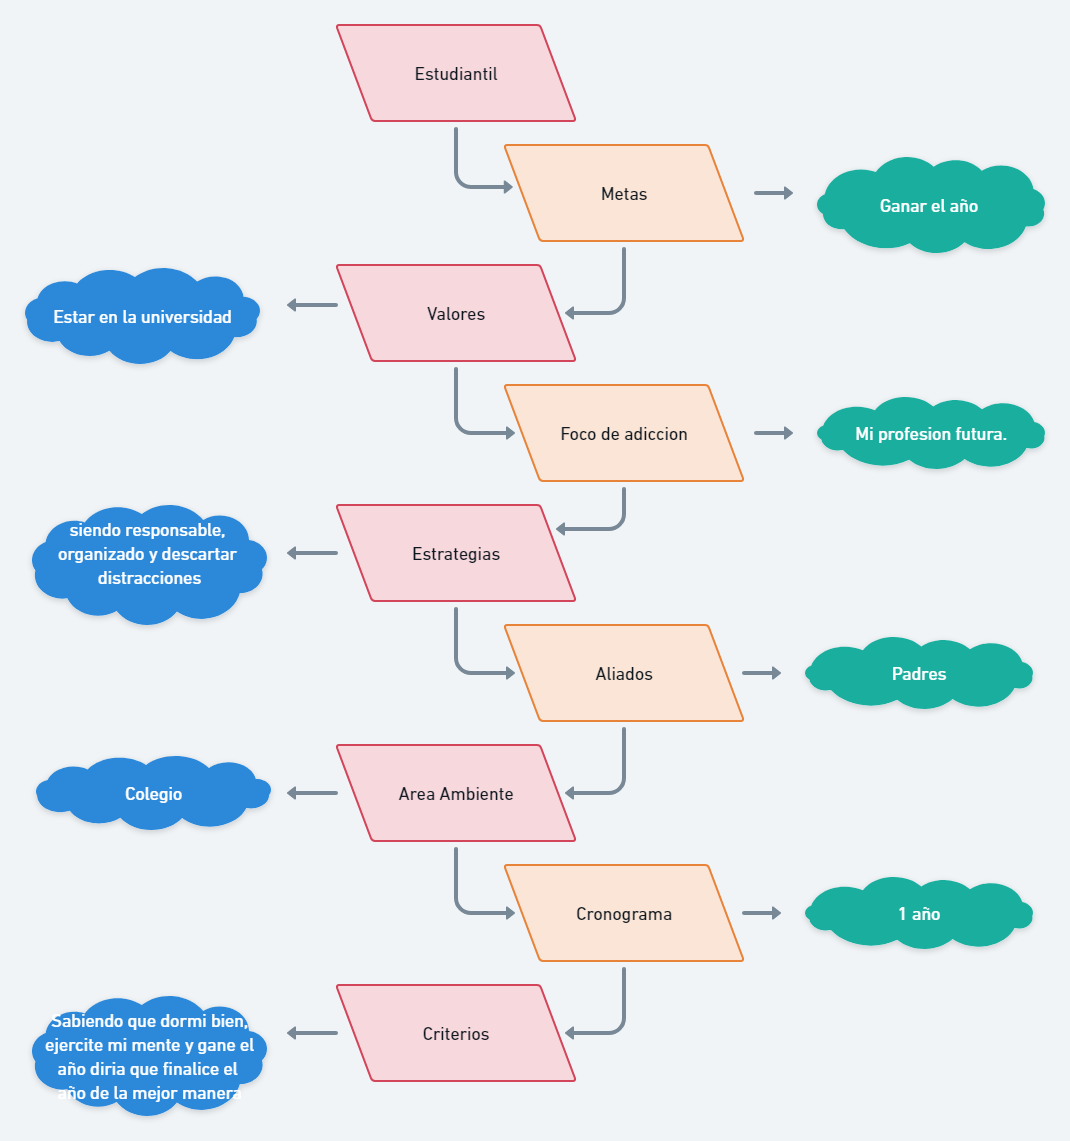 Estudiantil
Metas
Ganar el año
Valores
Estar en la universidad
Foco de adiccion
Mi profesion futura.
Estrategias
siendo responsable,
organizado y descartar
distracciones
Aliados
Padres
Area Ambiente
Colegio
Cronograma
1 año
Criterios
Sabiendo que dormi bien,
ejercite mi mente y gane el
año diria que finalice el
año de la mejor manera